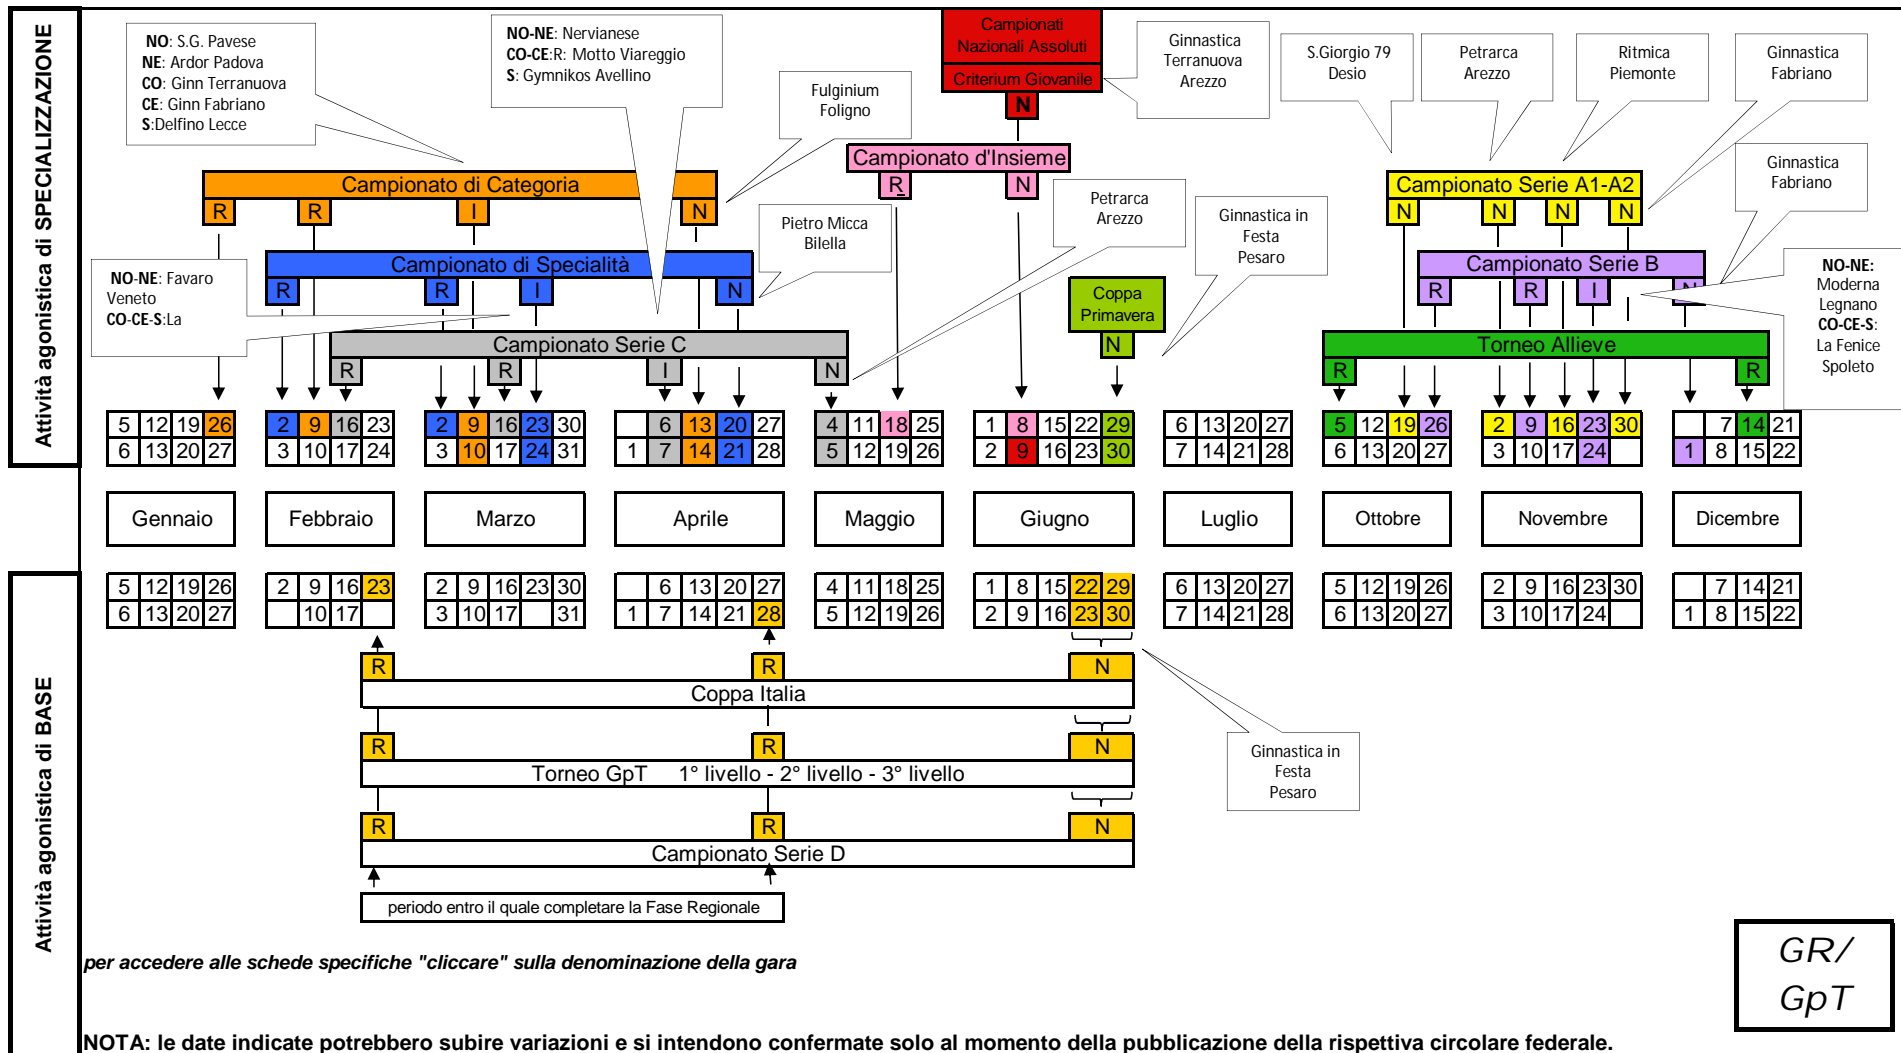 Attività agonistica di SPECIALIZZAZIONE
NO: S.G. Pavese
NE: Ardor Padova
CO: Ginn Terranuova
CE: Ginn Fabriano
S:Delfino Lecce
NO-NE: Nervianese
CO-CE:R: Motto Viareggio
S: Gymnikos Avellino
Fulginium
Foligno
Campionati
Nazionali Assoluti
Criterium Giovanile
N
Ginnastica
Terranuova
Arezzo
S.Giorgio 79
Desio
Petrarca
Arezzo
Ritmica
Piemonte
Ginnastica
Fabriano
Ginnastica
Fabriano
Campionato d'Insieme
R N
Campionato di Categoria
R R I N
Campionato Serie A1-A2
N N N N
Petrarca
Arezzo
Ginnastica in
Festa
Pesaro
Pietro Micca
Bilella
Campionato di Specialità
R R I N
NO-NE: Favaro
Veneto
CO-CE-S:La
Campionato Serie B
R R I N
NO-NE:
Moderna
Legnano
CO-CE-S:
La Fenice
Spoleto
Coppa
Primavera
N
Campionato Serie C
R R I N
Torneo Allieve
R R
5 12 19 26 2 9 16 23 2 9 16 23 30 6 13 20 27 4 11 18 25 1 8 15 22 29 6 13 20 27 5 12 19 26 2 9 16 23 30 7 14 21
6 13 20 27 3 10 17 24 3 10 17 24 31 1 7 14 21 28 5 12 19 26 2 9 16 23 30 7 14 21 28 6 13 20 27 3 10 17 24 1 8 15 22
Gennaio Febbraio Marzo Aprile Maggio Giugno Luglio Ottobre Novembre Dicembre
Attività agonistica di BASE
5 12 19 26 2 9 16 23 2 9 16 23 30 6 13 20 27 4 11 18 25 1 8 15 22 29 6 13 20 27 5 12 19 26 2 9 16 23 30 7 14 21
6 13 20 27 10 17 3 10 17 31 1 7 14 21 28 5 12 19 26 2 9 16 23 30 7 14 21 28 6 13 20 27 3 10 17 24 1 8 15 22
R R N
Coppa Italia
R R N
Torneo GpT 1° livello - 2° livello - 3° livello
Ginnastica in
Festa
Pesaro
R R N
Campionato Serie D
periodo entro il quale completare la Fase Regionale
per accedere alle schede specifiche "cliccare" sulla denominazione della gara
GR/
GpT
NOTA: le date indicate potrebbero subire variazioni e si intendono confermate solo al momento della pubblicazione della rispettiva circolare federale.